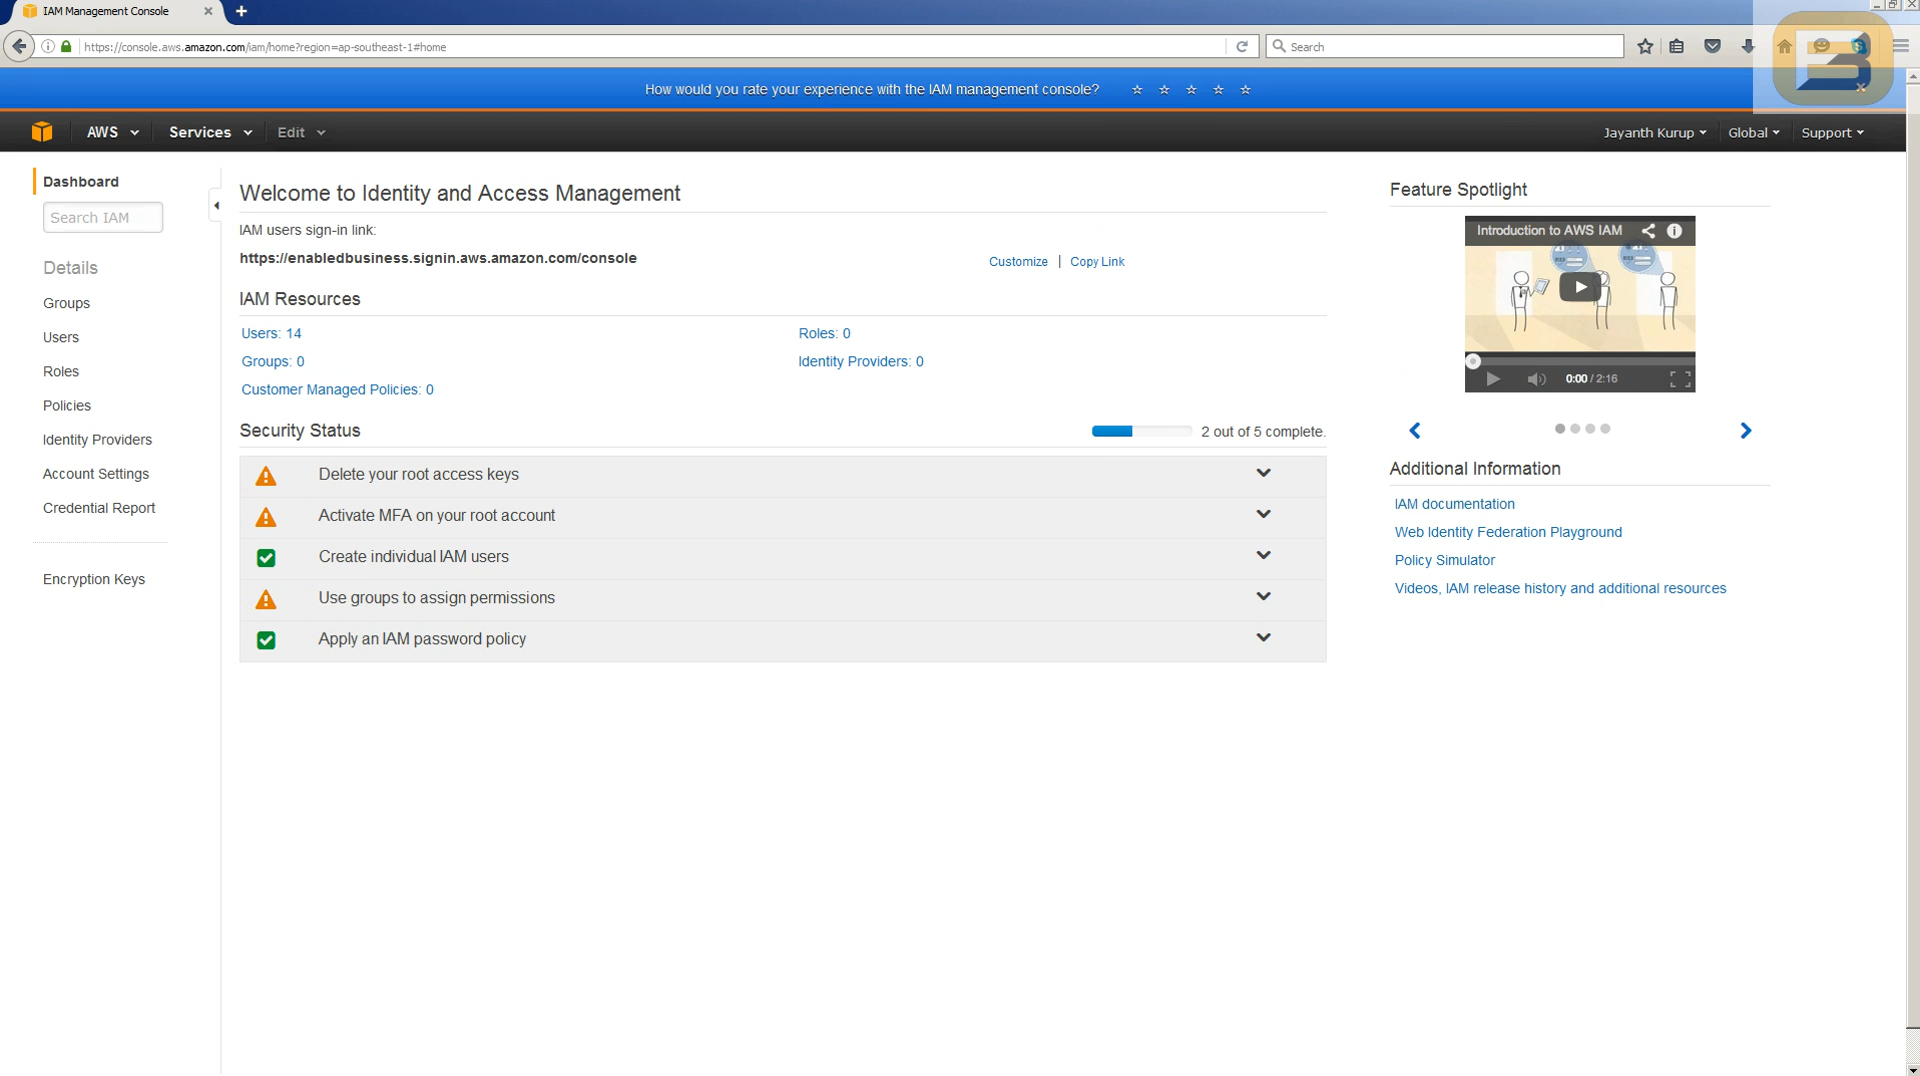 IAM Management Console
https://console.aws.amazon.com/iam/home?region=ap-southeast-1#home
Search
How would you rate your experience with the IAM management console?
AWS
Services
Edit
Jayanth Kurup
Global
Support
Dashboard
Search IAM
Details
Groups
Users
Roles
Policies
Identity Providers
Account Settings
Credential Report
Encryption Keys
Welcome to Identity and Access Management
IAM users sign-in link:
https://enabledbusiness.signin.aws.amazon.com/console
Customize | Copy Link
IAM Resources
Users: 14
Roles: 0
Groups: 0
Identity Providers: 0
Customer Managed Policies: 0
Security Status
2 out of 5 complete.
Delete your root access keys
Activate MFA on your root account
Create individual IAM users
Use groups to assign permissions
Apply an IAM password policy
Feature Spotlight
Introduction to AWS IAM
0:00 / 2:16
Additional Information
IAM documentation
Web Identity Federation Playground
Policy Simulator
Videos, IAM release history and additional resources